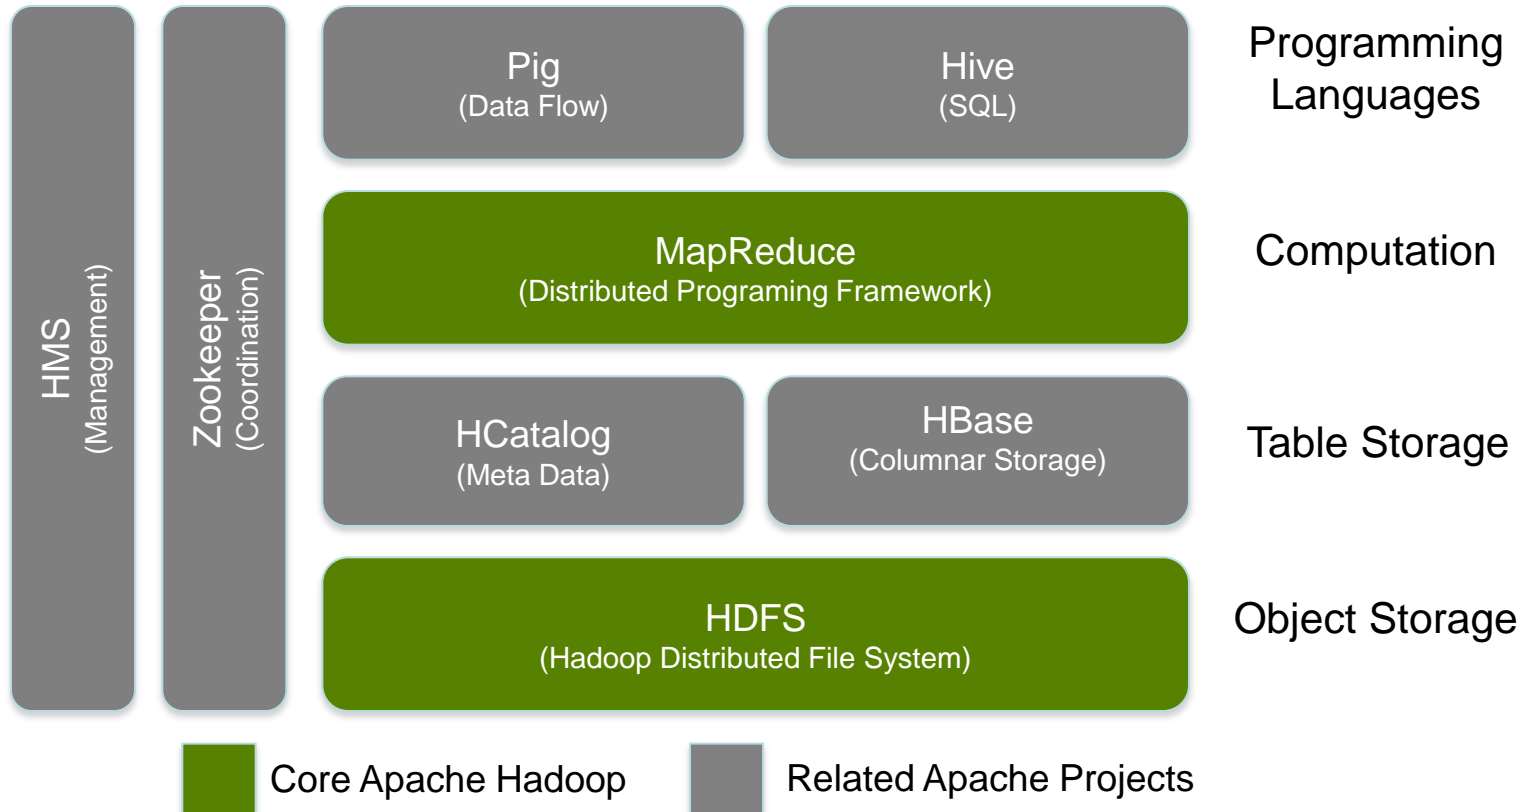 HMS
(Management)
Zookeeper
(Coordination)
Pig
(Data Flow)
Hive
(SQL)
Programming
Languages
MapReduce
(Distributed Programing Framework)
Computation
HCatalog
(Meta Data)
HBase
(Columnar Storage)
Table Storage
HDFS
(Hadoop Distributed File System)
Object Storage
Core Apache Hadoop
Related Apache Projects